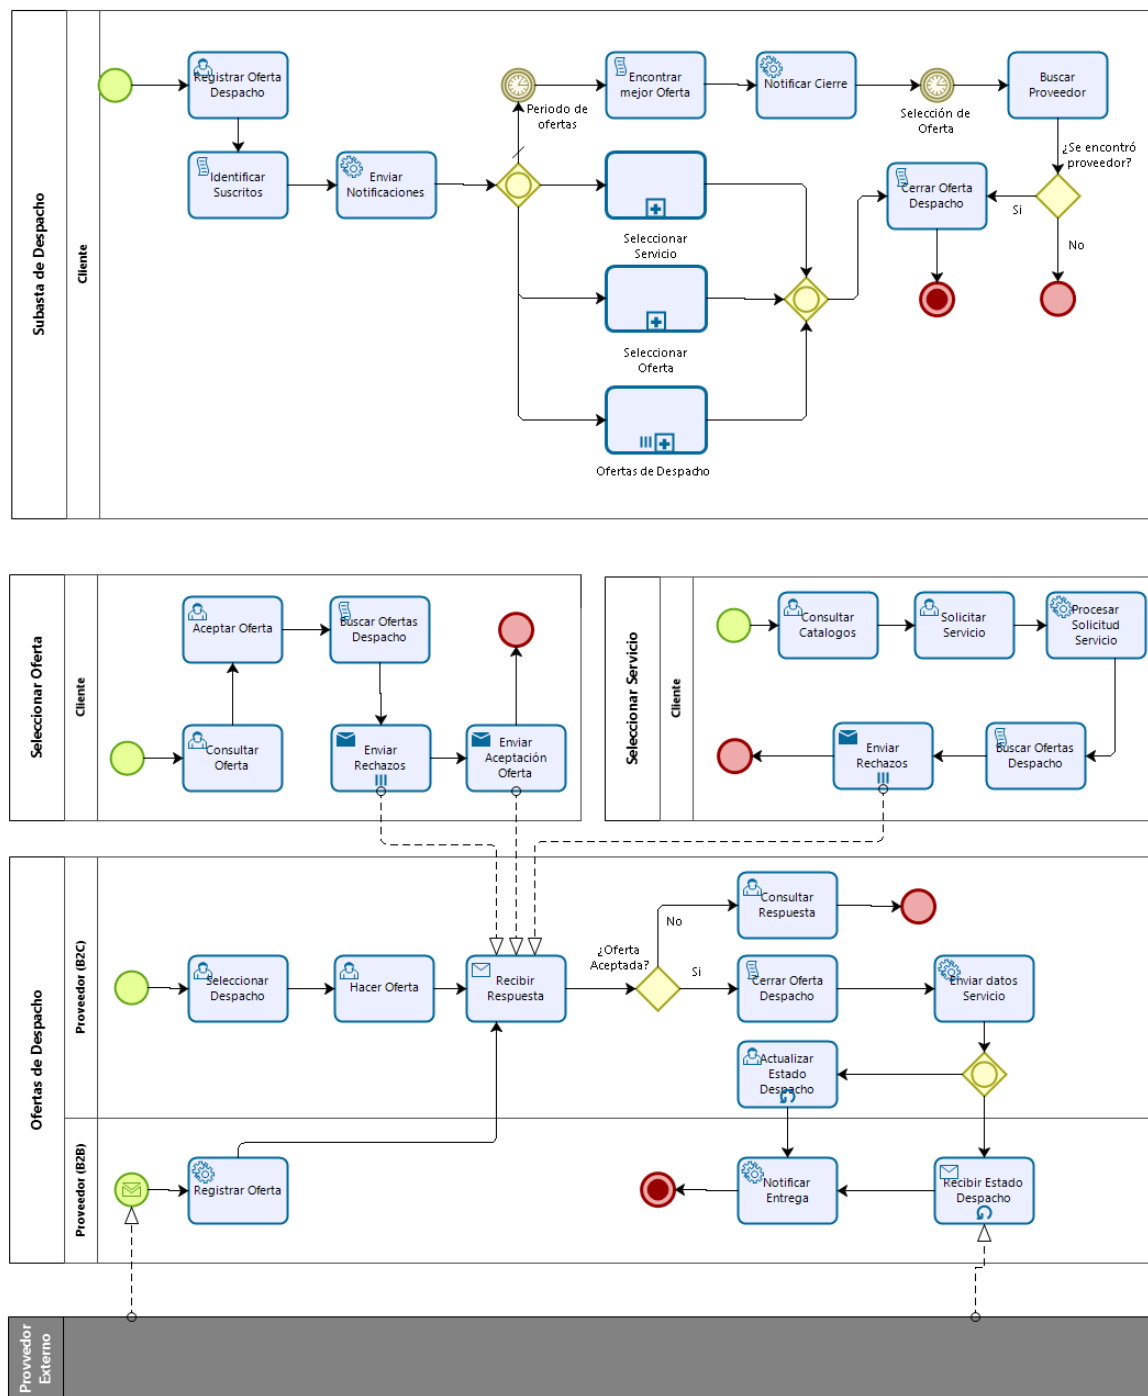 Subasta de Despacho
Cliente
Registrar Oferta
Despacho
Identificar
Suscritos
Enviar
Notificaciones
Periodo de
ofertas
Encontrar
mejor Oferta
Notificar Cierre
Selección de
Oferta
Buscar
Proveedor
¿Se encontró
proveedor?
Cerrar Oferta
Despacho
Si
No
Seleccionar
Servicio
Seleccionar
Oferta
Ofertas de Despacho
Seleccionar Oferta
Cliente
Aceptar Oferta
Buscar Ofertas
Despacho
Consultar
Oferta
Enviar
Rechazos
Enviar
Aceptación
Oferta
Seleccionar Servicio
Cliente
Consultar
Catalogos
Solicitar
Servicio
Procesar
Solicitud
Servicio
Enviar
Rechazos
Buscar Ofertas
Despacho
Ofertas de Despacho
Proveedor (B2C)
Seleccionar
Despacho
Hacer Oferta
Recibir
Respuesta
¿Oferta
Aceptada?
No
Si
Consultar
Respuesta
Cerrar Oferta
Despacho
Enviar datos
Servicio
Actualizar
Estado
Despacho
Proveedor (B2B)
Registrar Oferta
Notificar
Entrega
Recibir Estado
Despacho
Provvedor
Externo